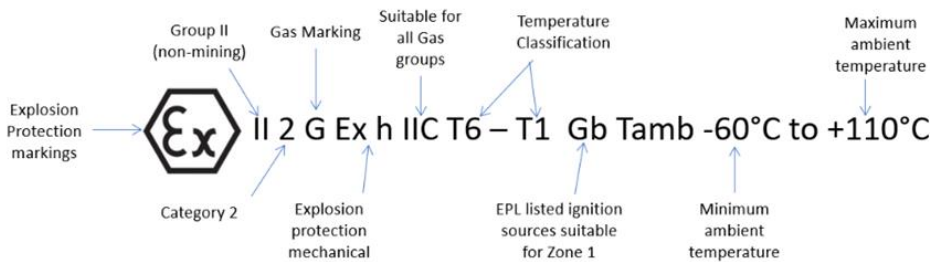 Group II
(non-mining)
Gas Marking
Suitable for
all Gas
groups
Temperature
Classification
Maximum
ambient
temperature
Explosion
Protection
markings
Ex II 2 G Ex h IIC T6 – T1 Gb Tamb -60°C to +110°C
Category 2
Explosion
protection
mechanical
EPL listed ignition
sources suitable
for Zone 1
Minimum
ambient
temperature